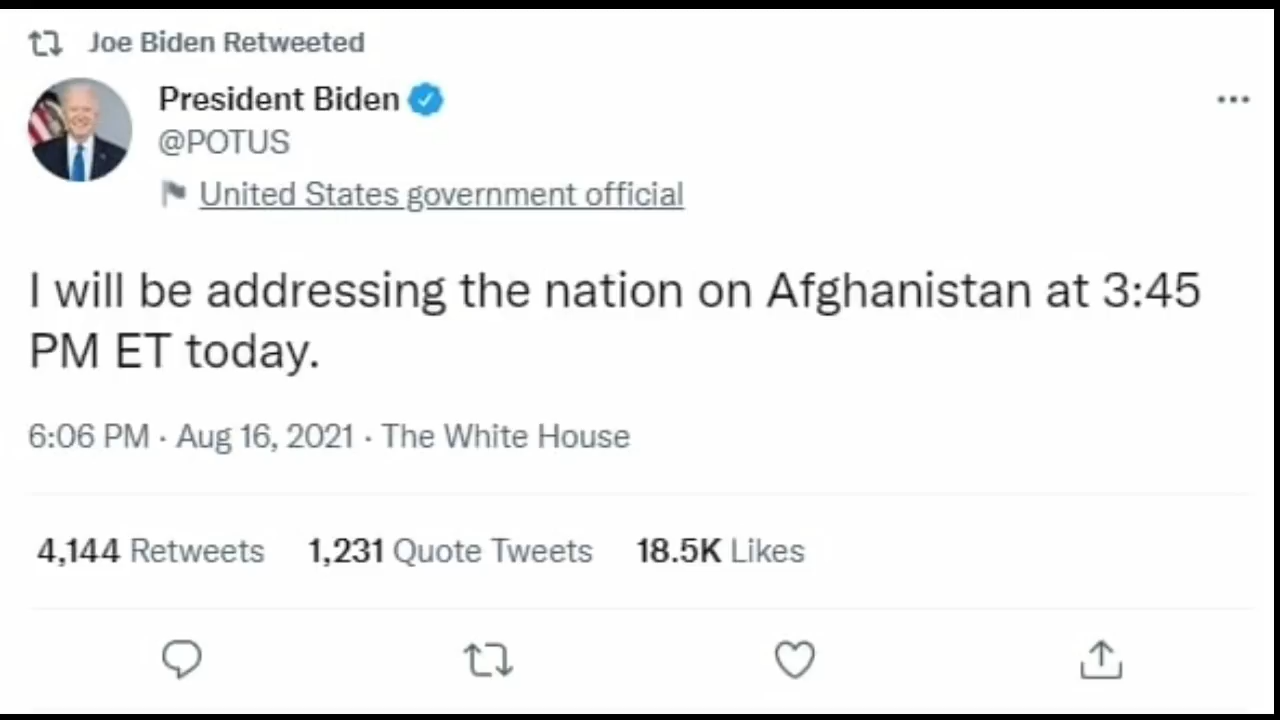 Joe Biden Retweeted
President Biden
@POTUS
United States government official
I will be addressing the nation on Afghanistan at 3:45
PM ET today.
6:06 PM · Aug 16, 2021 · The White House
4,144 Retweets 1,231 Quote Tweets 18.5K Likes